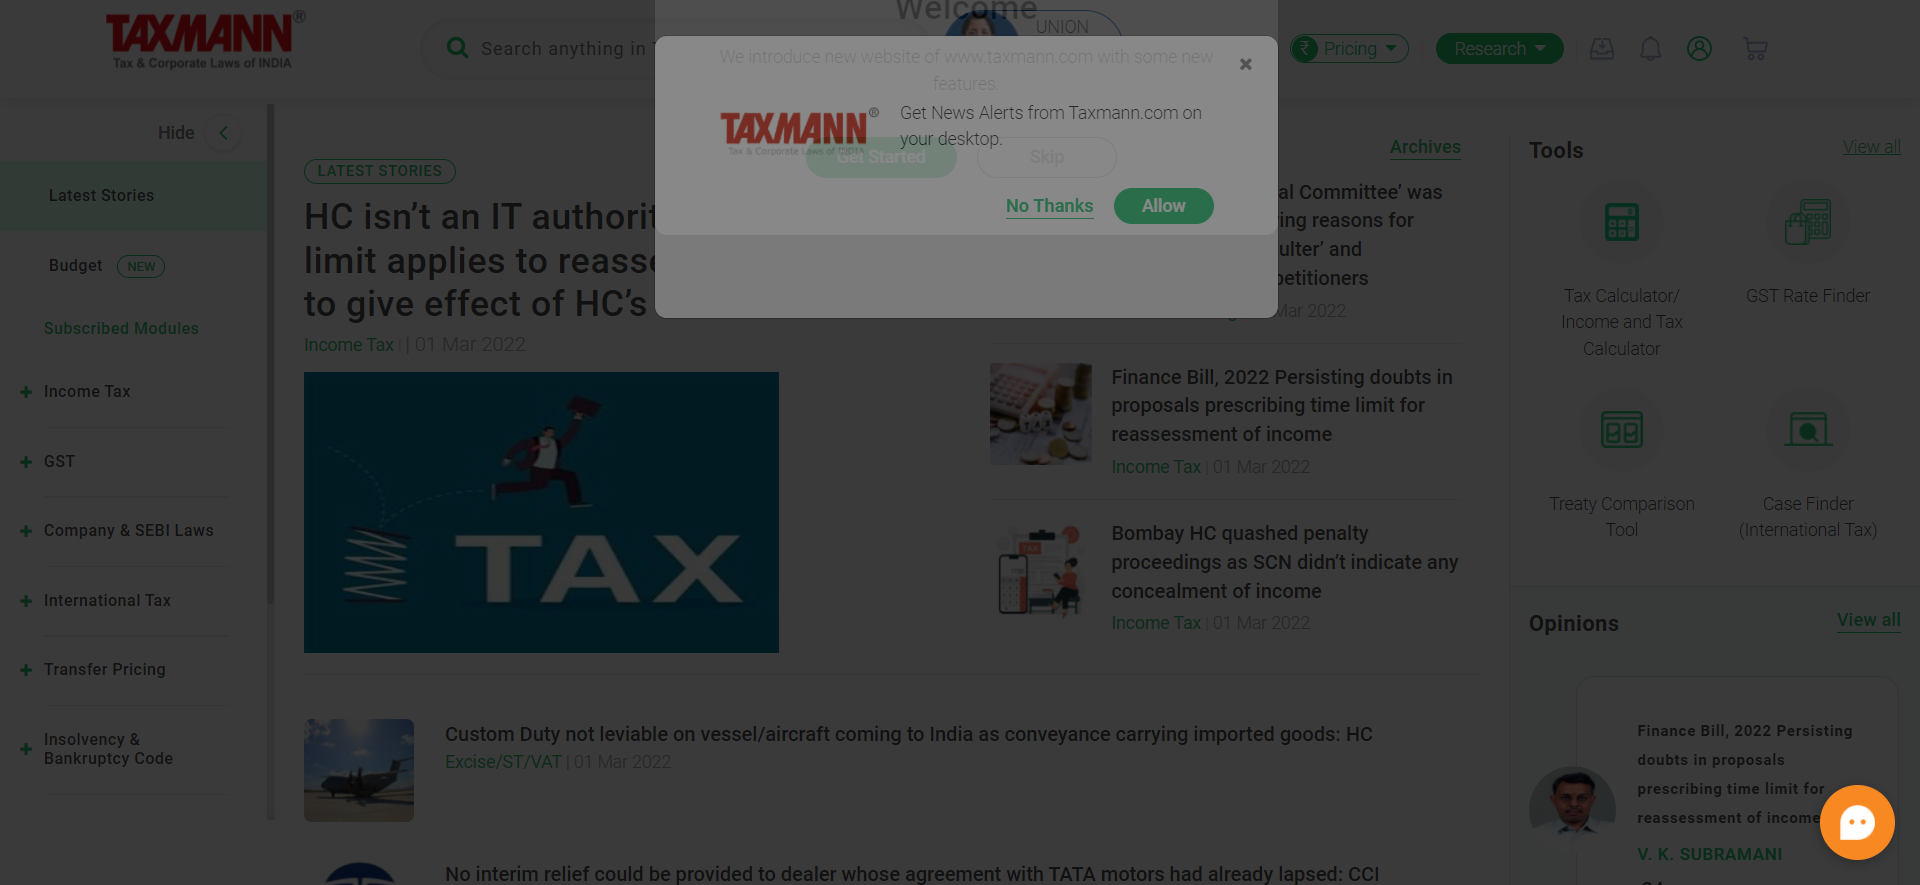 TAXMANN®
Tax & Corporate Laws of INDIA
Search anything in
UNION
Pricing
Research
Welcome
We introduce new website of www.taxmann.com with some new
features.
Get Started
Skip
TAXMANN®
Tax & Corporate Laws of INDIA
Get News Alerts from Taxmann.com on
your desktop.
No Thanks
Allow
Hide
Latest Stories
Budget NEW
Subscribed Modules
Income Tax
GST
Company & SEBI Laws
International Tax
Transfer Pricing
Insolvency &
Bankruptcy Code
LATEST STORIES
HC isn’t an IT authorit
limit applies to reass
to give effect of HC’s
Income Tax | | 01 Mar 2022
TAX
Archives
al Committee’ was
ing reasons for
ulter’ and
petitioners
Mar 2022
Finance Bill, 2022 Persisting doubts in
proposals prescribing time limit for
reassessment of income
Income Tax | 01 Mar 2022
TAX
Bombay HC quashed penalty
proceedings as SCN didn’t indicate any
concealment of income
Income Tax | 01 Mar 2022
Custom Duty not leviable on vessel/aircraft coming to India as conveyance carrying imported goods: HC
Excise/ST/VAT | 01 Mar 2022
No interim relief could be provided to dealer whose agreement with TATA motors had already lapsed: CCI
Tools
View all
Tax Calculator/
Income and Tax
Calculator
GST Rate Finder
Treaty Comparison
Tool
Case Finder
(International Tax)
Opinions
View all
Finance Bill, 2022 Persisting
doubts in proposals
prescribing time limit for
reassessment of income
V. K. SUBRAMANI